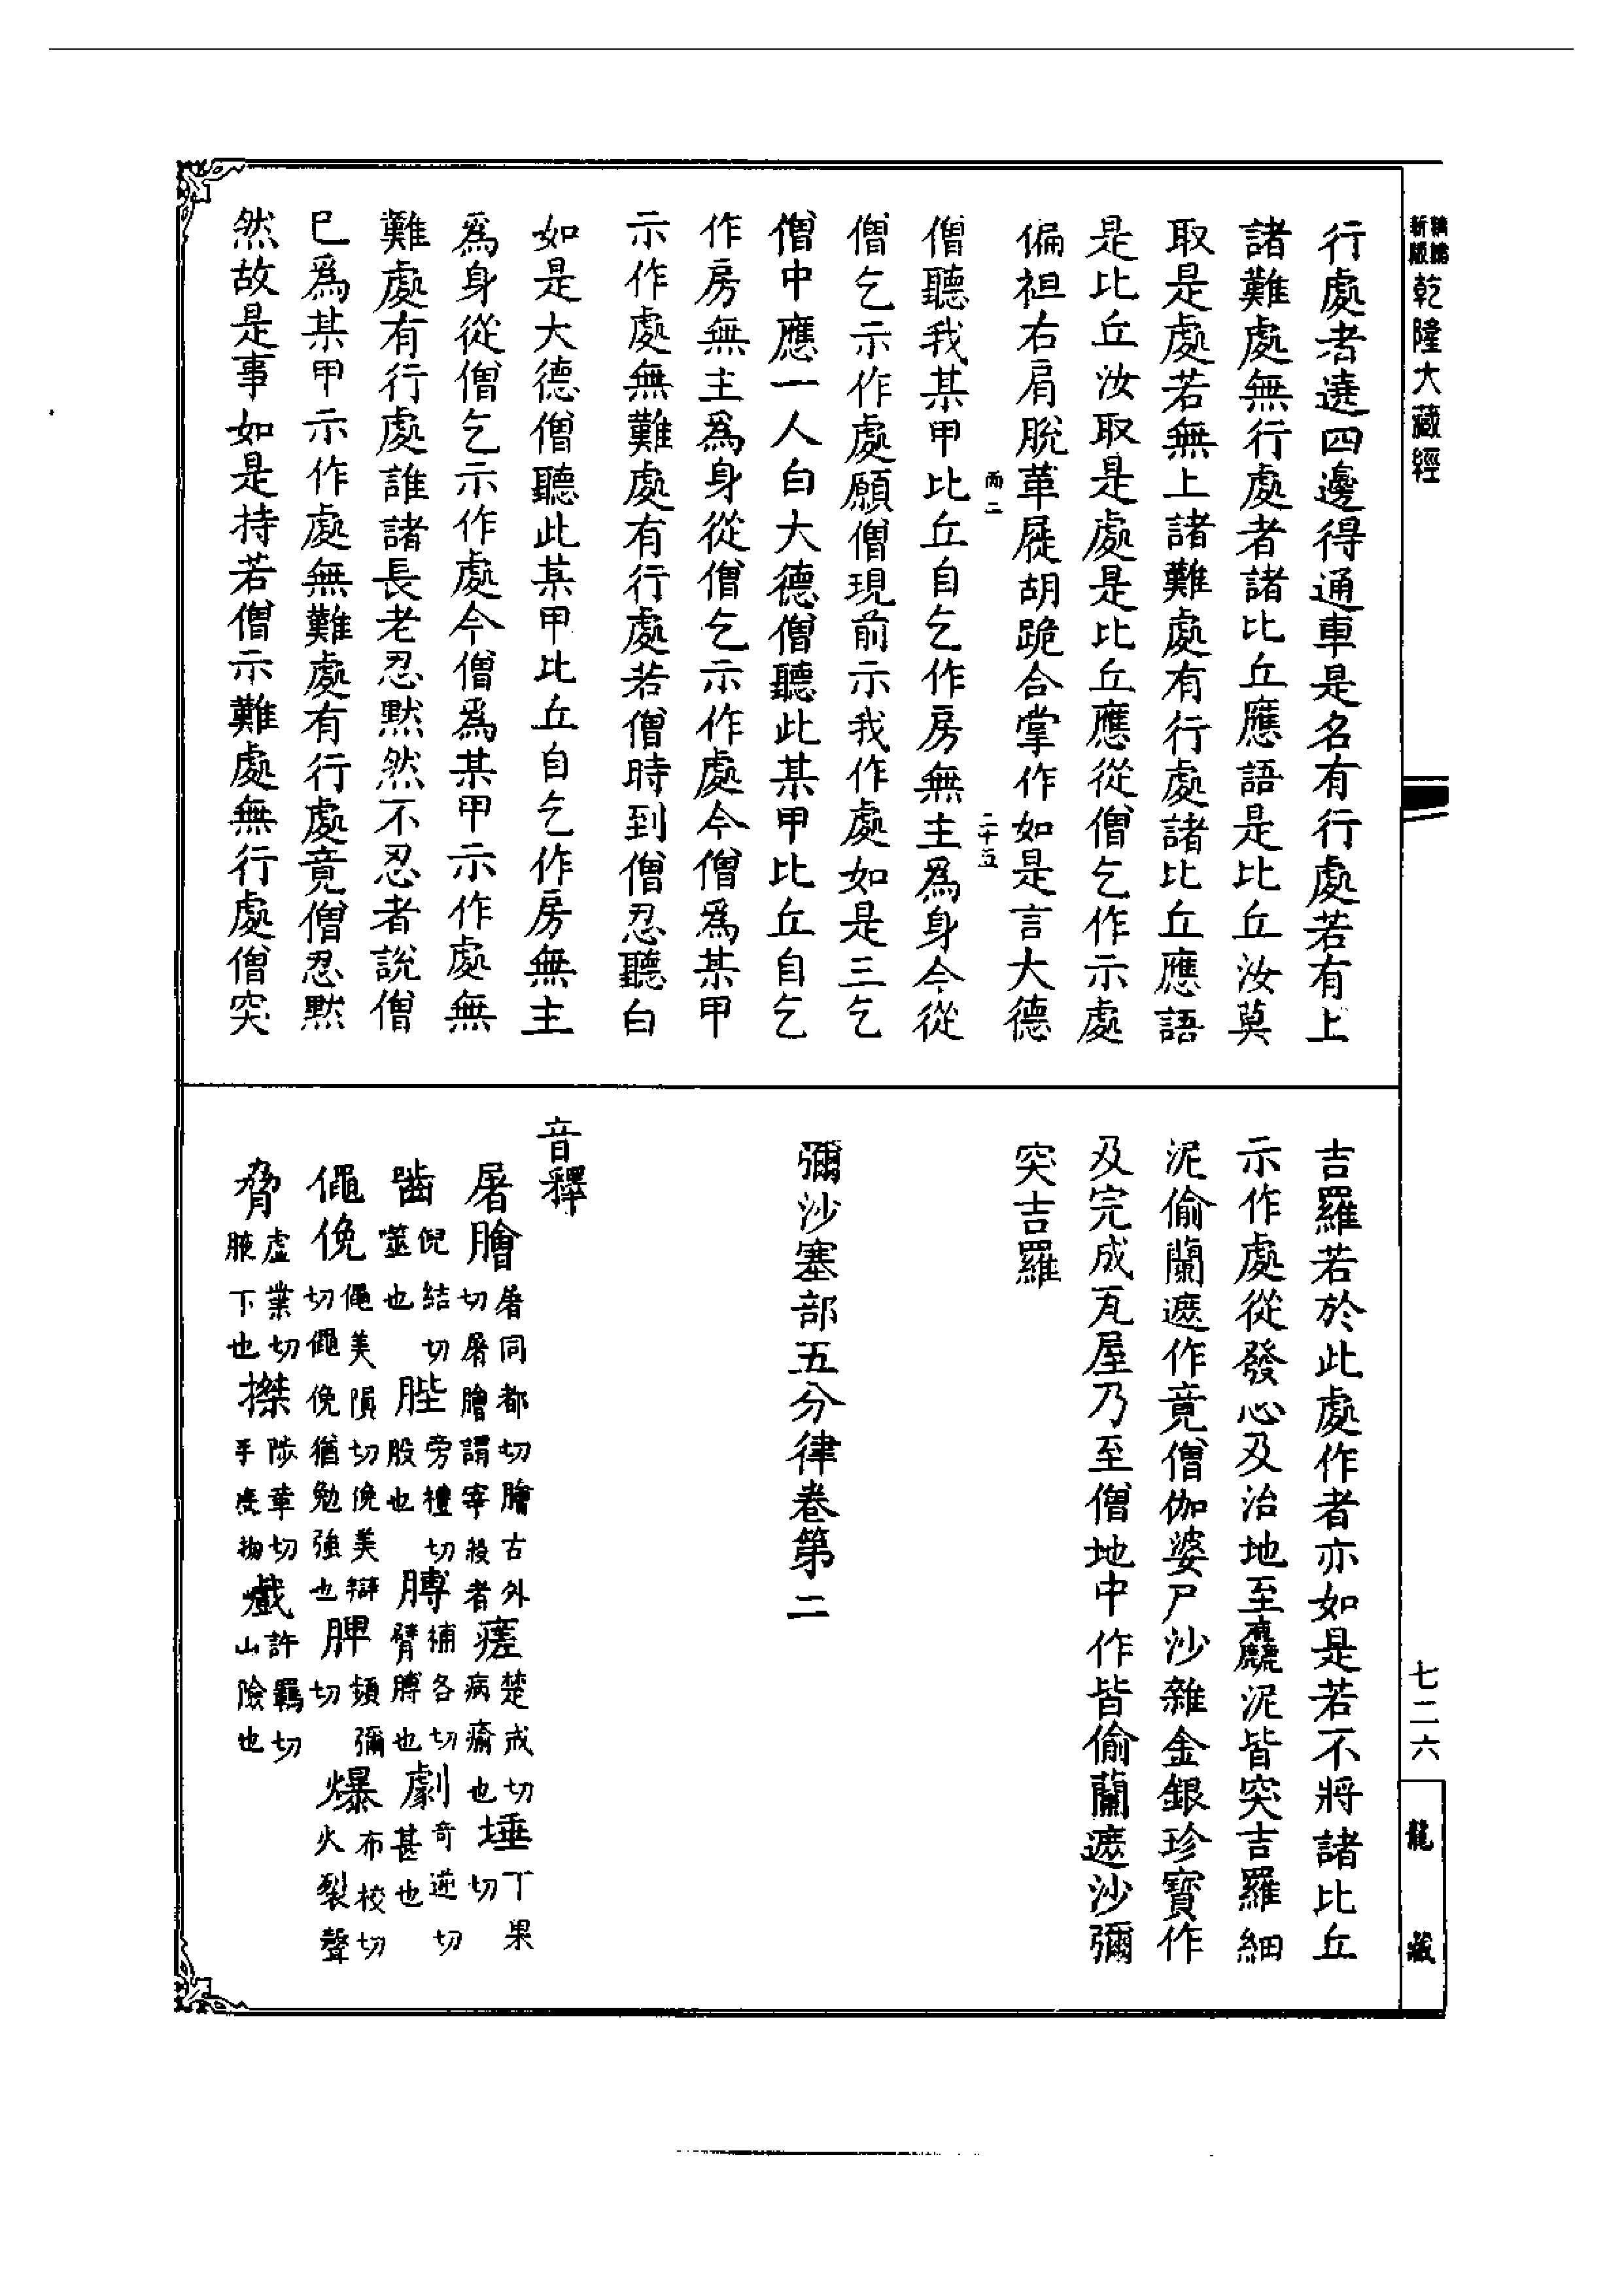 新版
乾隆大藏經
行處者遶四邊得通車是名有行處若有上
諸難處無行處者諸比丘應語是比丘汝莫
取是處若無上諸難處有行處諸比丘應語
是比丘汝取是處是比丘應從僧乞作示處
偏袒右肩脫革屣胡跪合掌作如是言大德
二十五
僧聽我某甲比丘自乞作房無主爲身今從
僧乞示作處願僧現前示我作處如是三乞
僧中應一人白大德僧聽此某甲比丘自乞
作房無主爲身從僧乞示作處今僧爲某甲
示作處無難處有行處若僧時到僧忍聽白
如是大德僧聽此某甲比丘自乞作房無主
爲身從僧乞示作處今僧爲某甲示作處無
難處有行處誰諸長老忍默然不忍者說僧
已爲某甲示作處無難處有行處竟僧忍默
然故是事如是持若僧示難處無行處僧突
吉羅若於此處作者亦如是若不將諸比丘
示作處從發心及治地至麤泥皆突吉羅細
泥偷蘭遮作竟僧伽婆尸沙雜金銀珍寶作
及完成瓦屋乃至僧地中作皆偷蘭遮沙彌
突吉羅
彌沙塞部五分律卷第二
音釋
屠膾屠同都切膾古外切屠膾謂宰殺者瘥楚戒切病瘉也埵丁果切
齧倪結切噬也䏶旁禮切股也膊補各切臂膊也劇奇逆切甚也
僶俛僶美隕切俛美辯切僶俛猶勉強也脾頻彌切爆布校切火裂聲
脅虛業切腋下也搩陟革切手度物巇許羈切山險也
七二六
龍藏